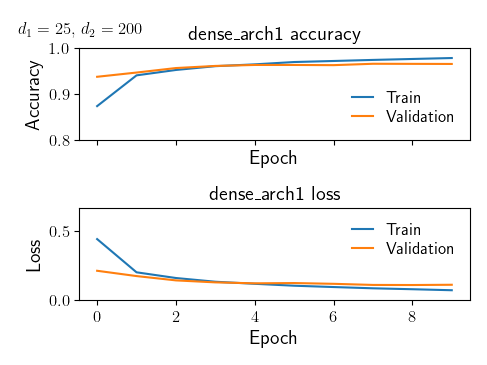 d₁ = 25, d₂ = 200
dense_arch1 accuracy
1.0
0.9
0.8
Accuracy
Train
Validation
Epoch
dense_arch1 loss
0.5
0.0
Loss
Train
Validation
0 2 4 6 8
Epoch